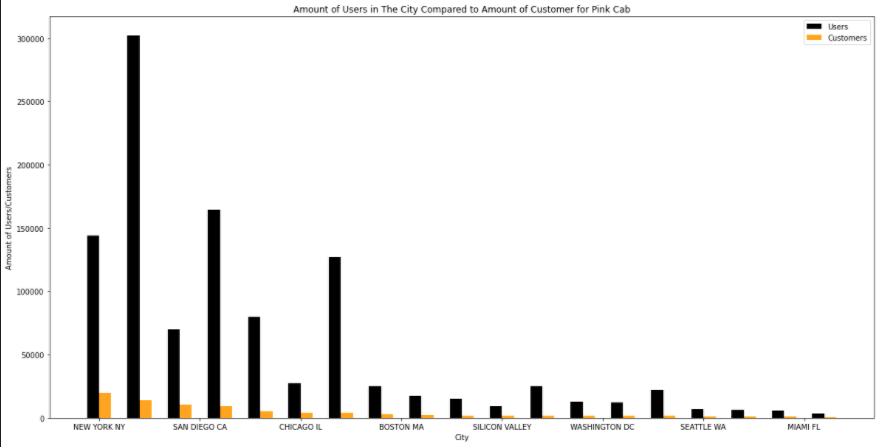 Amount of Users in The City Compared to Amount of Customer for Pink Cab
Users
Customers
300000
250000
200000
150000
100000
50000
0
Amount of Users/Customers
NEW YORK NY
SAN DIEGO CA
CHICAGO IL
BOSTON MA
SILICON VALLEY
WASHINGTON DC
SEATTLE WA
MIAMI FL
City